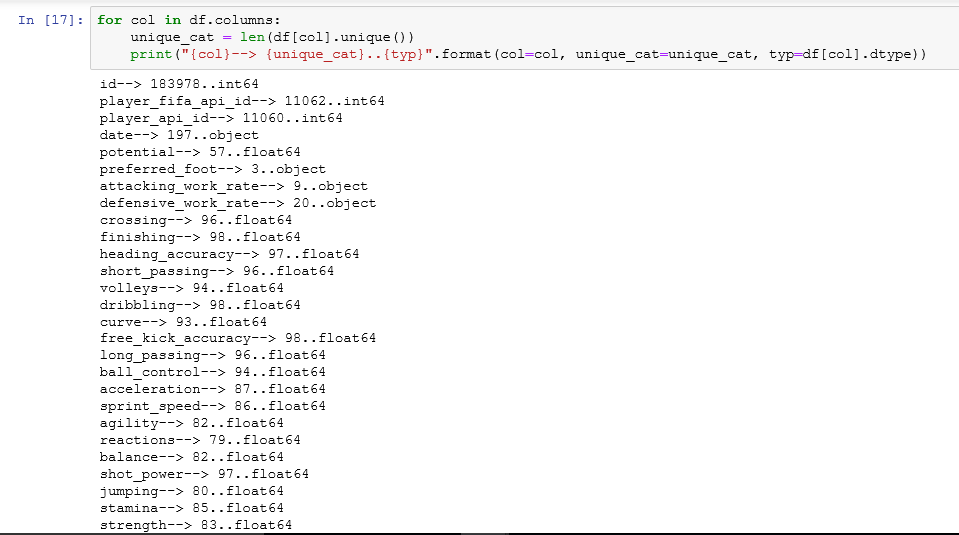 In [17]: for col in df.columns:
    unique_cat = len(df[col].unique())
    print("{col}--> {unique_cat}..{typ}".format(col=col, unique_cat=unique_cat, typ=df[col].dtype))
id--> 183978..int64
player_fifa_api_id--> 11062..int64
player_api_id--> 11060..int64
date--> 197..object
potential--> 57..float64
preferred_foot--> 3..object
attacking_work_rate--> 9..object
defensive_work_rate--> 20..object
crossing--> 96..float64
finishing--> 98..float64
heading_accuracy--> 97..float64
short_passing--> 96..float64
volleys--> 94..float64
dribbling--> 98..float64
curve--> 93..float64
free_kick_accuracy--> 98..float64
long_passing--> 96..float64
ball_control--> 94..float64
acceleration--> 87..float64
sprint_speed--> 86..float64
agility--> 82..float64
reactions--> 79..float64
balance--> 82..float64
shot_power--> 97..float64
jumping--> 80..float64
stamina--> 85..float64
strength--> 83..float64